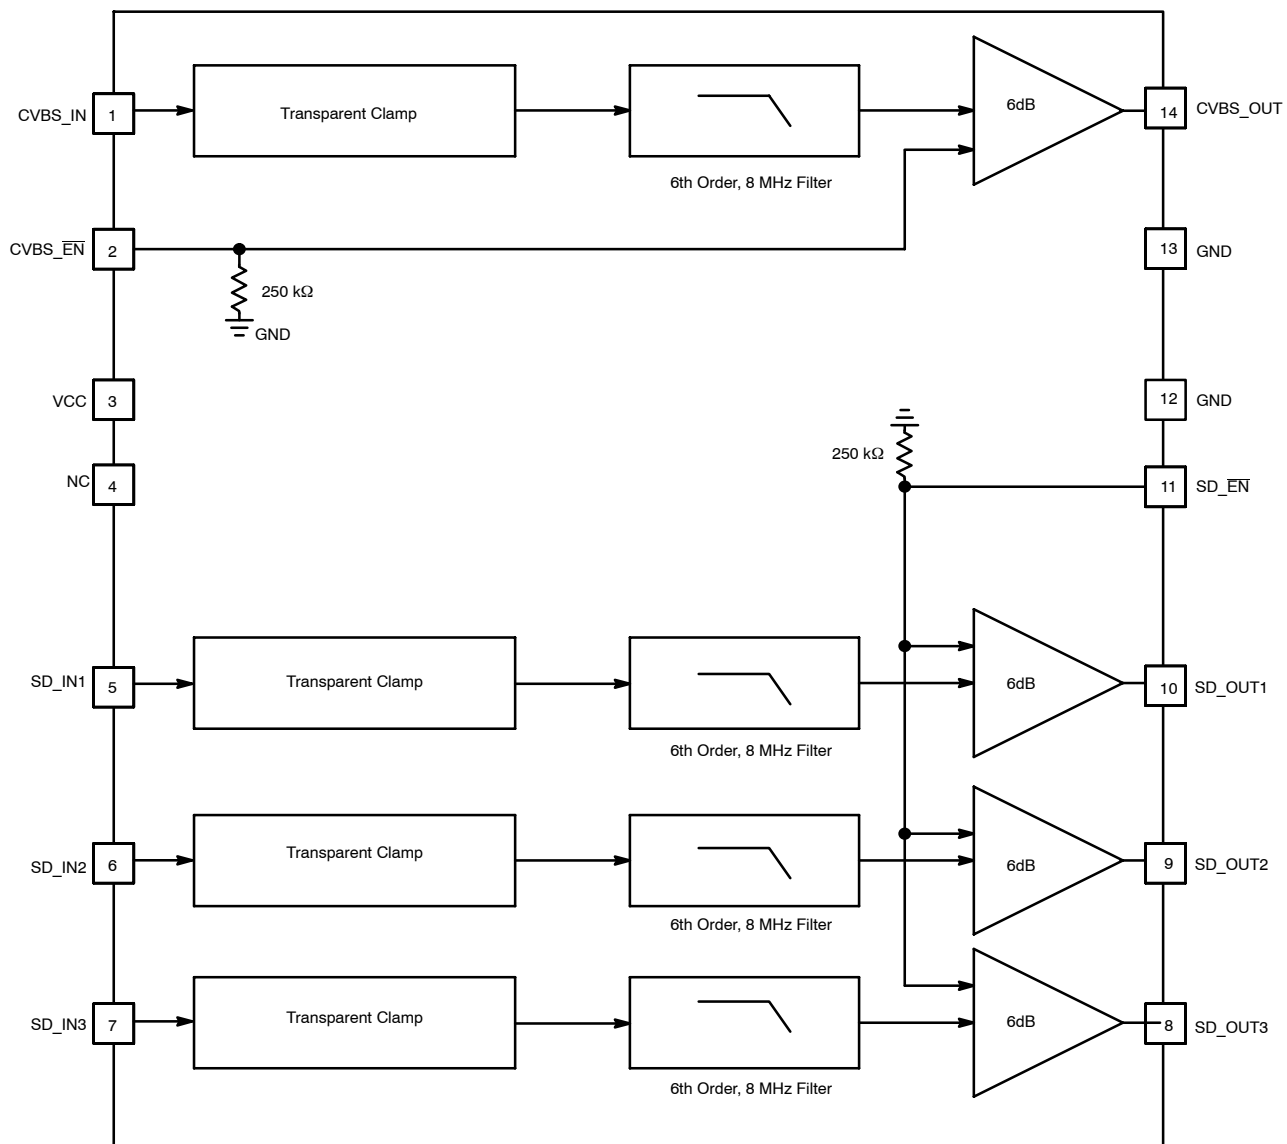 CVBS_IN 1 Transparent Clamp 6dB 14 CVBS_OUT
6th Order, 8 MHz Filter
CVBS_E̅N̅ 2 13 GND
250 kΩ
GND
VCC 3 12 GND
250 kΩ
NC 4 11 SD_E̅N̅
SD_IN1 5 Transparent Clamp 6dB 10 SD_OUT1
6th Order, 8 MHz Filter
SD_IN2 6 Transparent Clamp 6dB 9 SD_OUT2
6th Order, 8 MHz Filter
SD_IN3 7 Transparent Clamp 6dB 8 SD_OUT3
6th Order, 8 MHz Filter